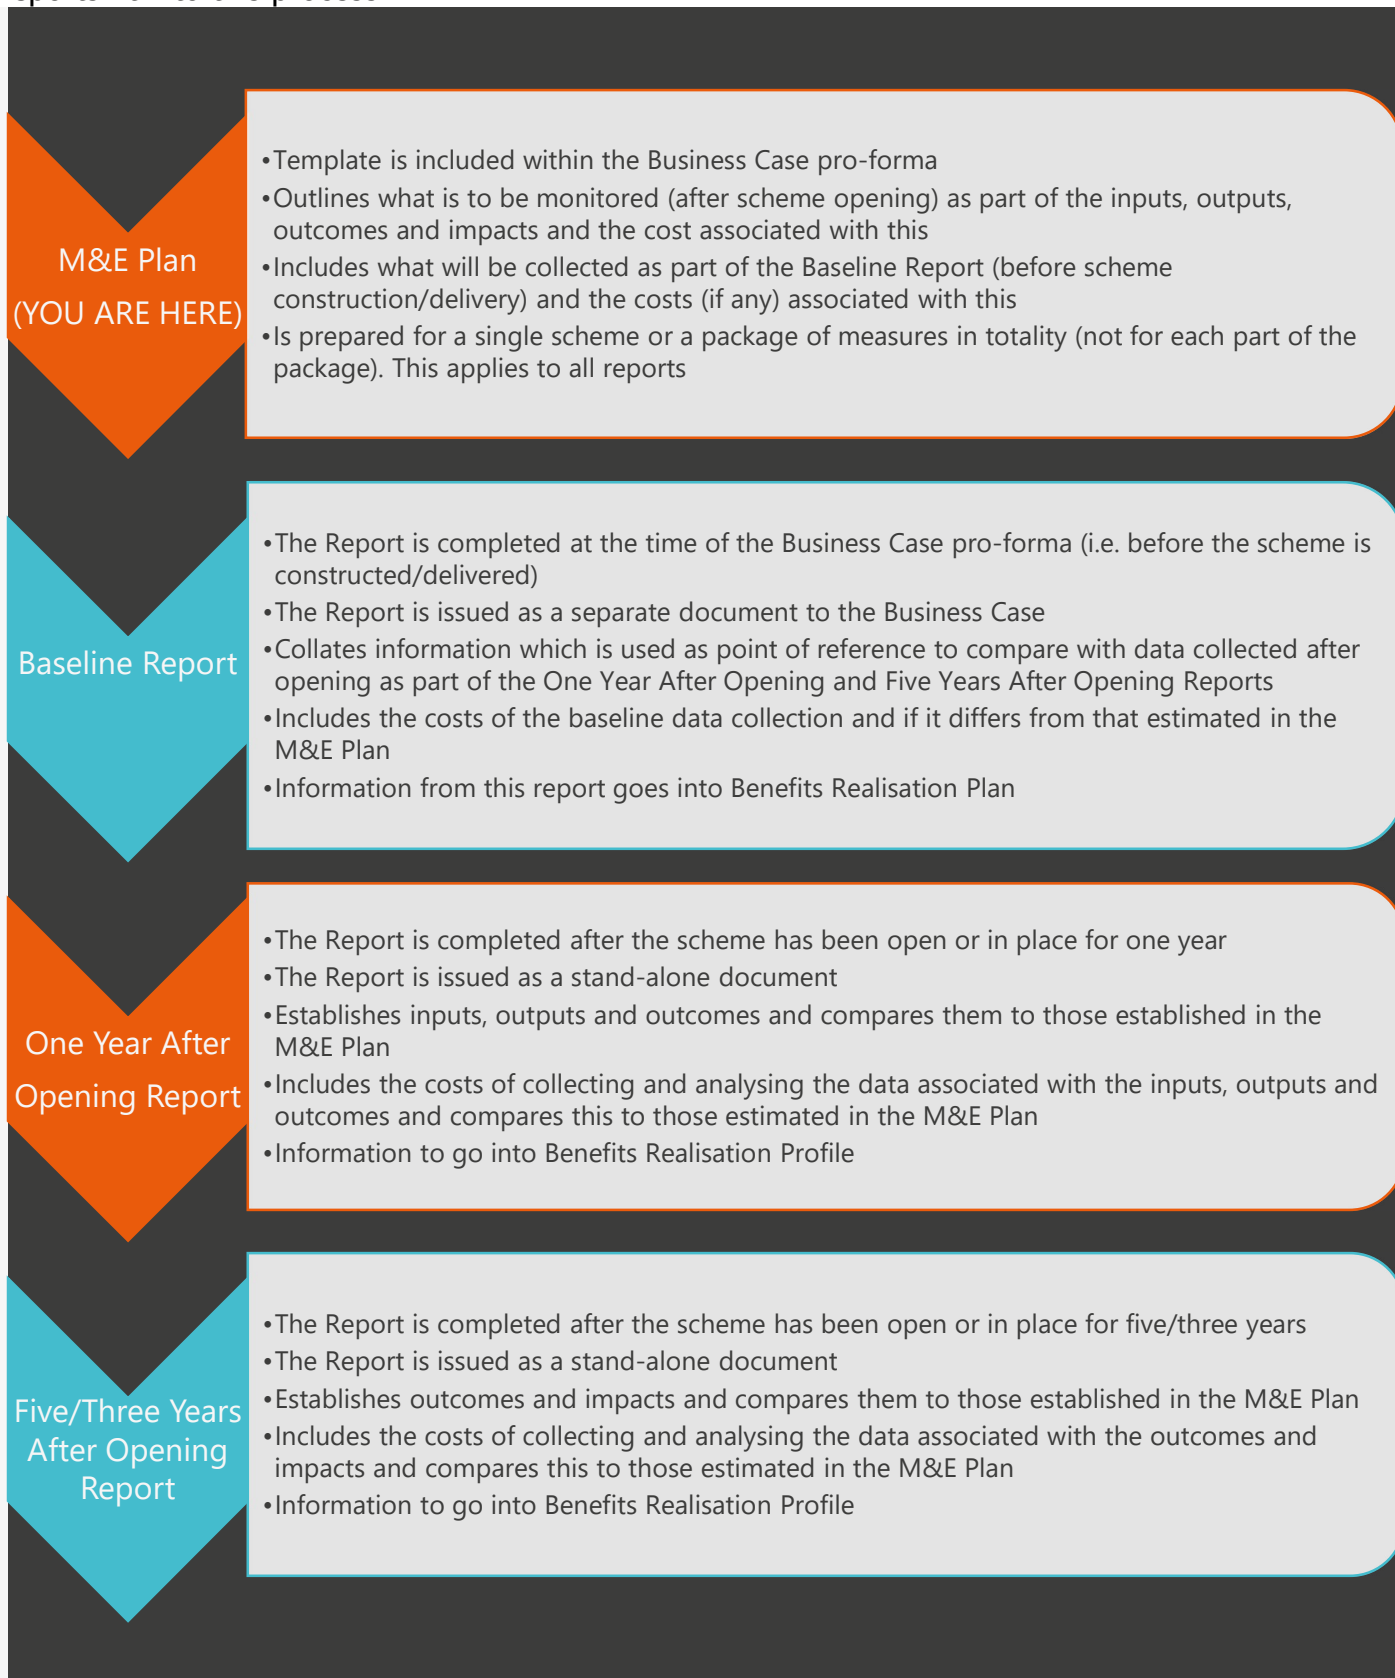 M&E Plan
(YOU ARE HERE)
•Template is included within the Business Case pro-forma
•Outlines what is to be monitored (after scheme opening) as part of the inputs, outputs,
outcomes and impacts and the cost associated with this
•Includes what will be collected as part of the Baseline Report (before scheme
construction/delivery) and the costs (if any) associated with this
•Is prepared for a single scheme or a package of measures in totality (not for each part of the
package). This applies to all reports
Baseline Report
•The Report is completed at the time of the Business Case pro-forma (i.e. before the scheme is
constructed/delivered)
•The Report is issued as a separate document to the Business Case
•Collates information which is used as point of reference to compare with data collected after
opening as part of the One Year After Opening and Five Years After Opening Reports
•Includes the costs of the baseline data collection and if it differs from that estimated in the
M&E Plan
•Information from this report goes into Benefits Realisation Plan
One Year After
Opening Report
•The Report is completed after the scheme has been open or in place for one year
•The Report is issued as a stand-alone document
•Establishes inputs, outputs and outcomes and compares them to those established in the
M&E Plan
•Includes the costs of collecting and analysing the data associated with the inputs, outputs and
outcomes and compares this to those estimated in the M&E Plan
•Information to go into Benefits Realisation Profile
Five/Three Years
After Opening
Report
•The Report is completed after the scheme has been open or in place for five/three years
•The Report is issued as a stand-alone document
•Establishes outcomes and impacts and compares them to those established in the M&E Plan
•Includes the costs of collecting and analysing the data associated with the outcomes and
impacts and compares this to those estimated in the M&E Plan
•Information to go into Benefits Realisation Profile